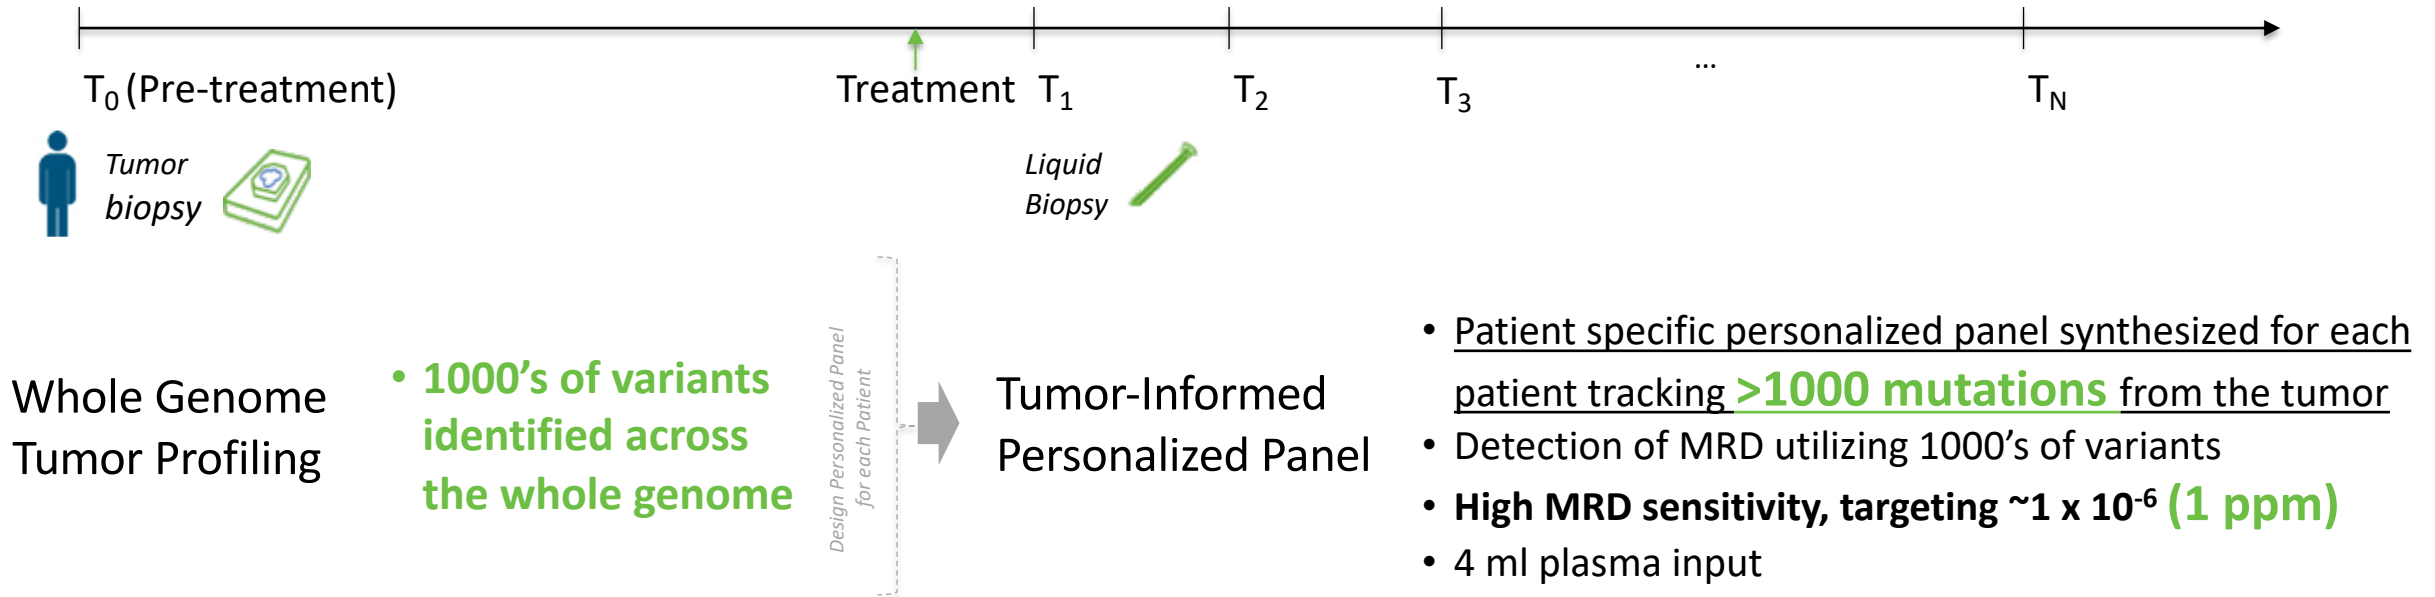 T0 (Pre-treatment)
Treatment
T1
T2
T3
...
TN
Tumor
biopsy
Liquid
Biopsy
Whole Genome
Tumor Profiling
• 1000's of variants
identified across
the whole genome
Design Personalized Panel
for each Patient
Tumor-Informed
Personalized Panel
• Patient specific personalized panel synthesized for each
patient tracking >1000 mutations from the tumor
• Detection of MRD utilizing 1000's of variants
• High MRD sensitivity, targeting ~1 x 10-6 (1 ppm)
• 4 ml plasma input